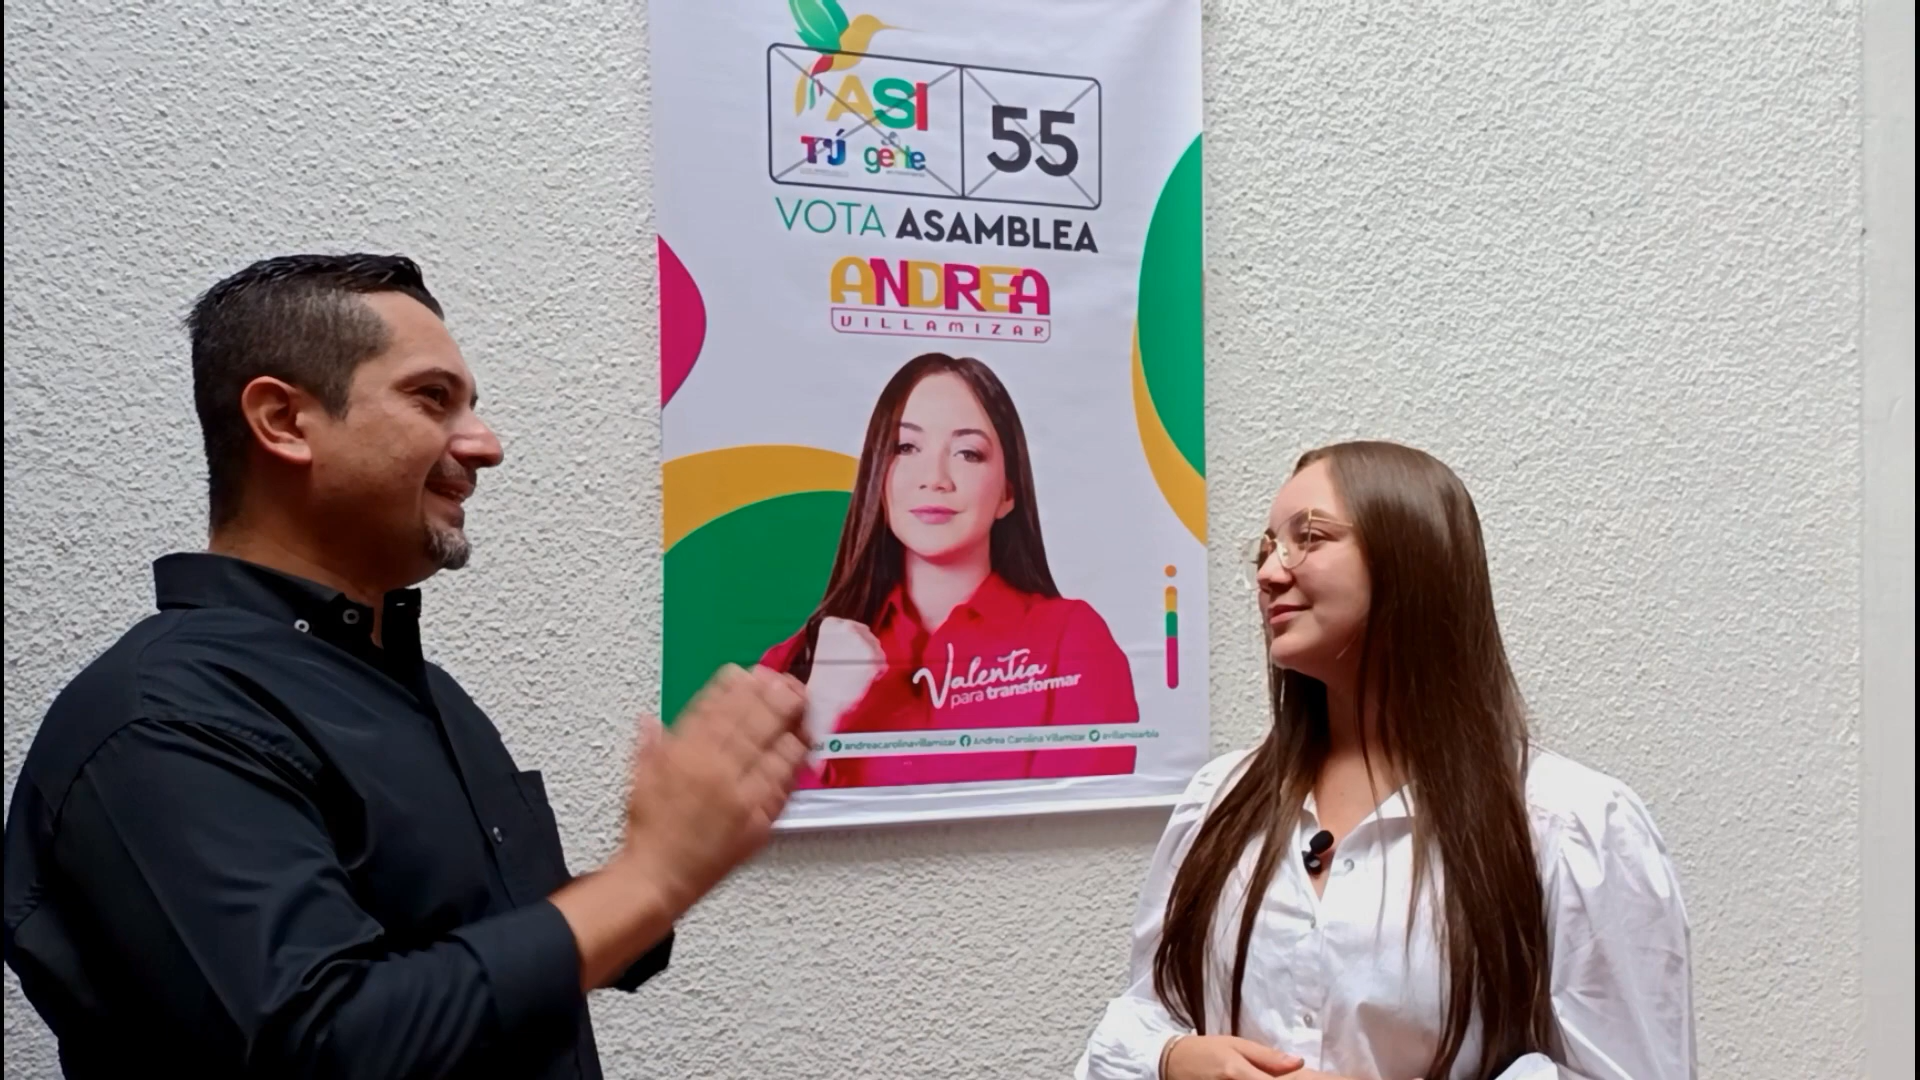 ASI
TÚ gente
55
VOTA ASAMBLEA
ANDREA
VILLAMIZAR
Valentía
para transformar
andreacarolinavillamizar Andrea Carolina Villamizar avillamizarbla